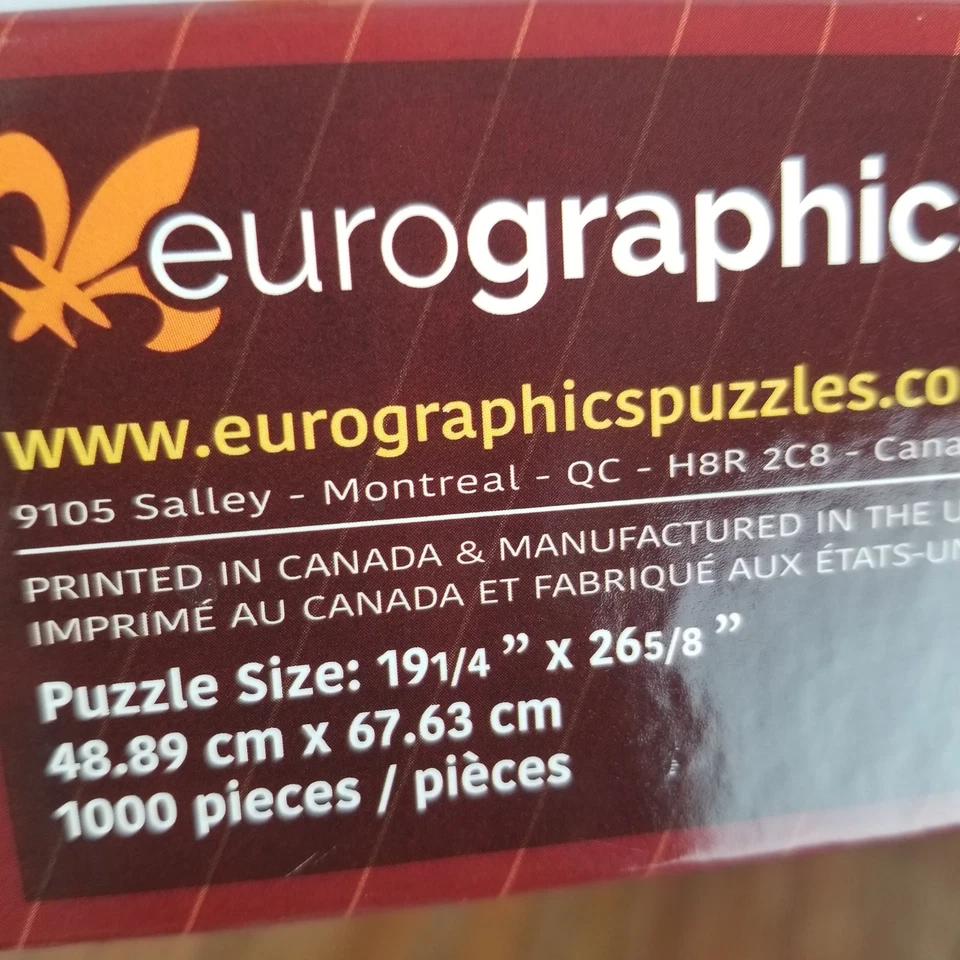 eurographics
www.eurographicspuzzles.co
9105 Salley - Montreal - QC - H8R 2C8 - Cana
PRINTED IN CANADA & MANUFACTURED IN THE U
IMPRIMÉ AU CANADA ET FABRIQUÉ AUX ÉTATS-UN
Puzzle Size: 191/4 ” x 265/8 ”
48.89 cm x 67.63 cm
1000 pieces / pièces